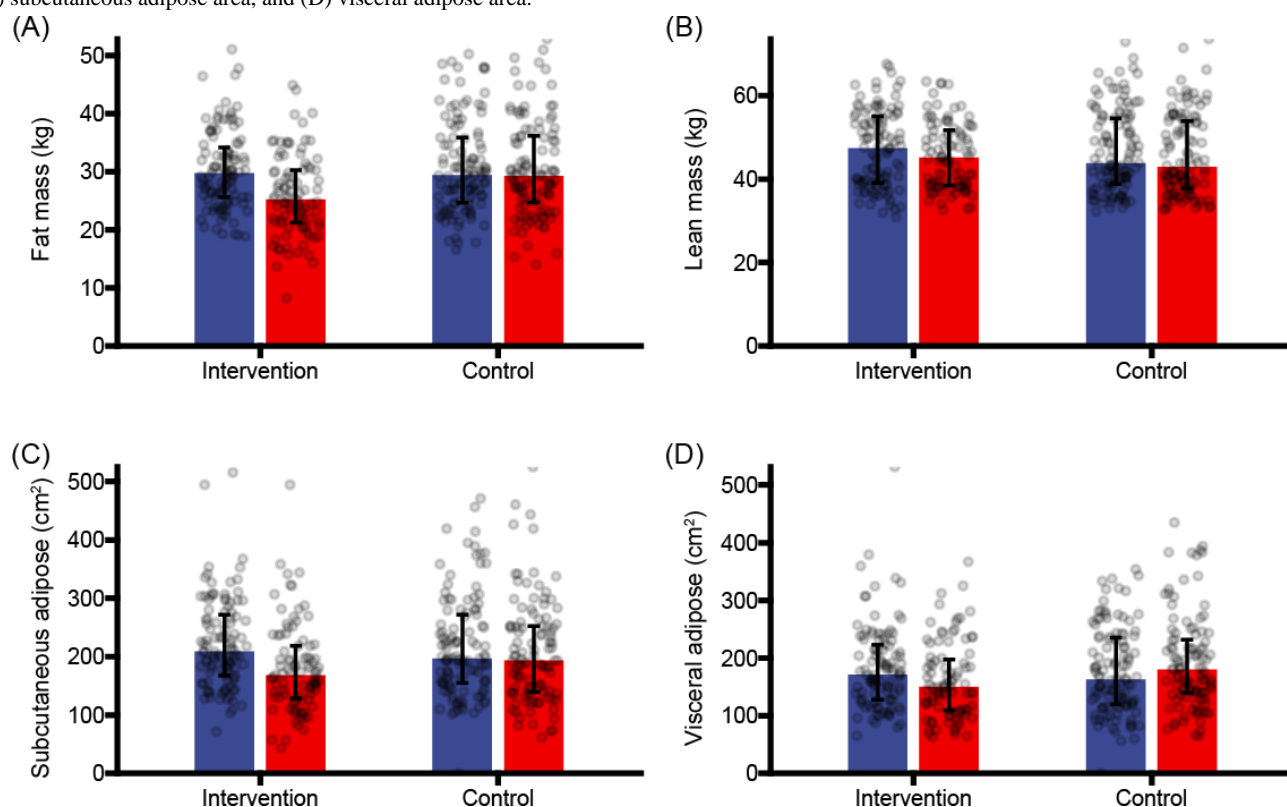 ) subcutaneous adipose area, and (D) visceral adipose area.
(A)
Fat mass (kg)
50
40
30
20
10
0
Intervention Control
(B)
Lean mass (kg)
60
40
20
0
Intervention Control
(C)
Subcutaneous adipose (cm²)
500
400
300
200
100
0
Intervention Control
(D)
Visceral adipose (cm²)
500
400
300
200
100
0
Intervention Control